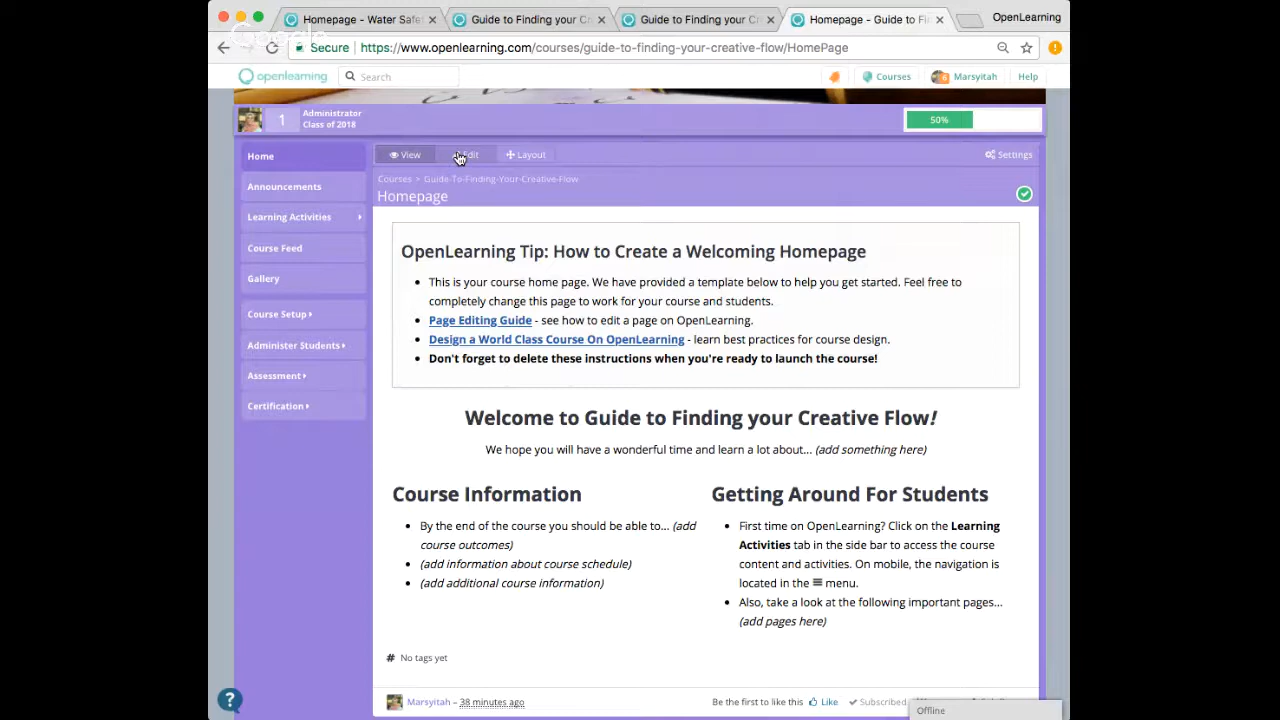 Homepage - Water Safe
Guide to Finding your C
Guide to Finding your C
Homepage - Guide to Fi
OpenLearning
Google
Secure
https://www.openlearning.com/courses/guide-to-finding-your-creative-flow/HomePage
openlearning
Search
Courses
6
Marsyitah
Help
1
Administrator
Class of 2018
50%
Home
View
Edit
Layout
Settings
Courses > Guide-To-Finding-Your-Creative-Flow
Homepage
Announcements
Learning Activities
Course Feed
Gallery
Course Setup
Administer Students
Assessment
Certification
OpenLearning Tip: How to Create a Welcoming Homepage
• This is your course home page. We have provided a template below to help you get started. Feel free to
completely change this page to work for your course and students.
• Page Editing Guide - see how to edit a page on OpenLearning.
• Design a World Class Course On OpenLearning - learn best practices for course design.
• Don't forget to delete these instructions when you're ready to launch the course!
Welcome to Guide to Finding your Creative Flow!
We hope you will have a wonderful time and learn a lot about... (add something here)
Course Information
• By the end of the course you should be able to... (add
course outcomes)
• (add information about course schedule)
• (add additional course information)
Getting Around For Students
• First time on OpenLearning? Click on the Learning
Activities tab in the side bar to access the course
content and activities. On mobile, the navigation is
located in the ≡ menu.
• Also, take a look at the following important pages...
(add pages here)
# No tags yet
Marsyitah – 38 minutes ago
Be the first to like this
Like
Subscribed
Offline
?